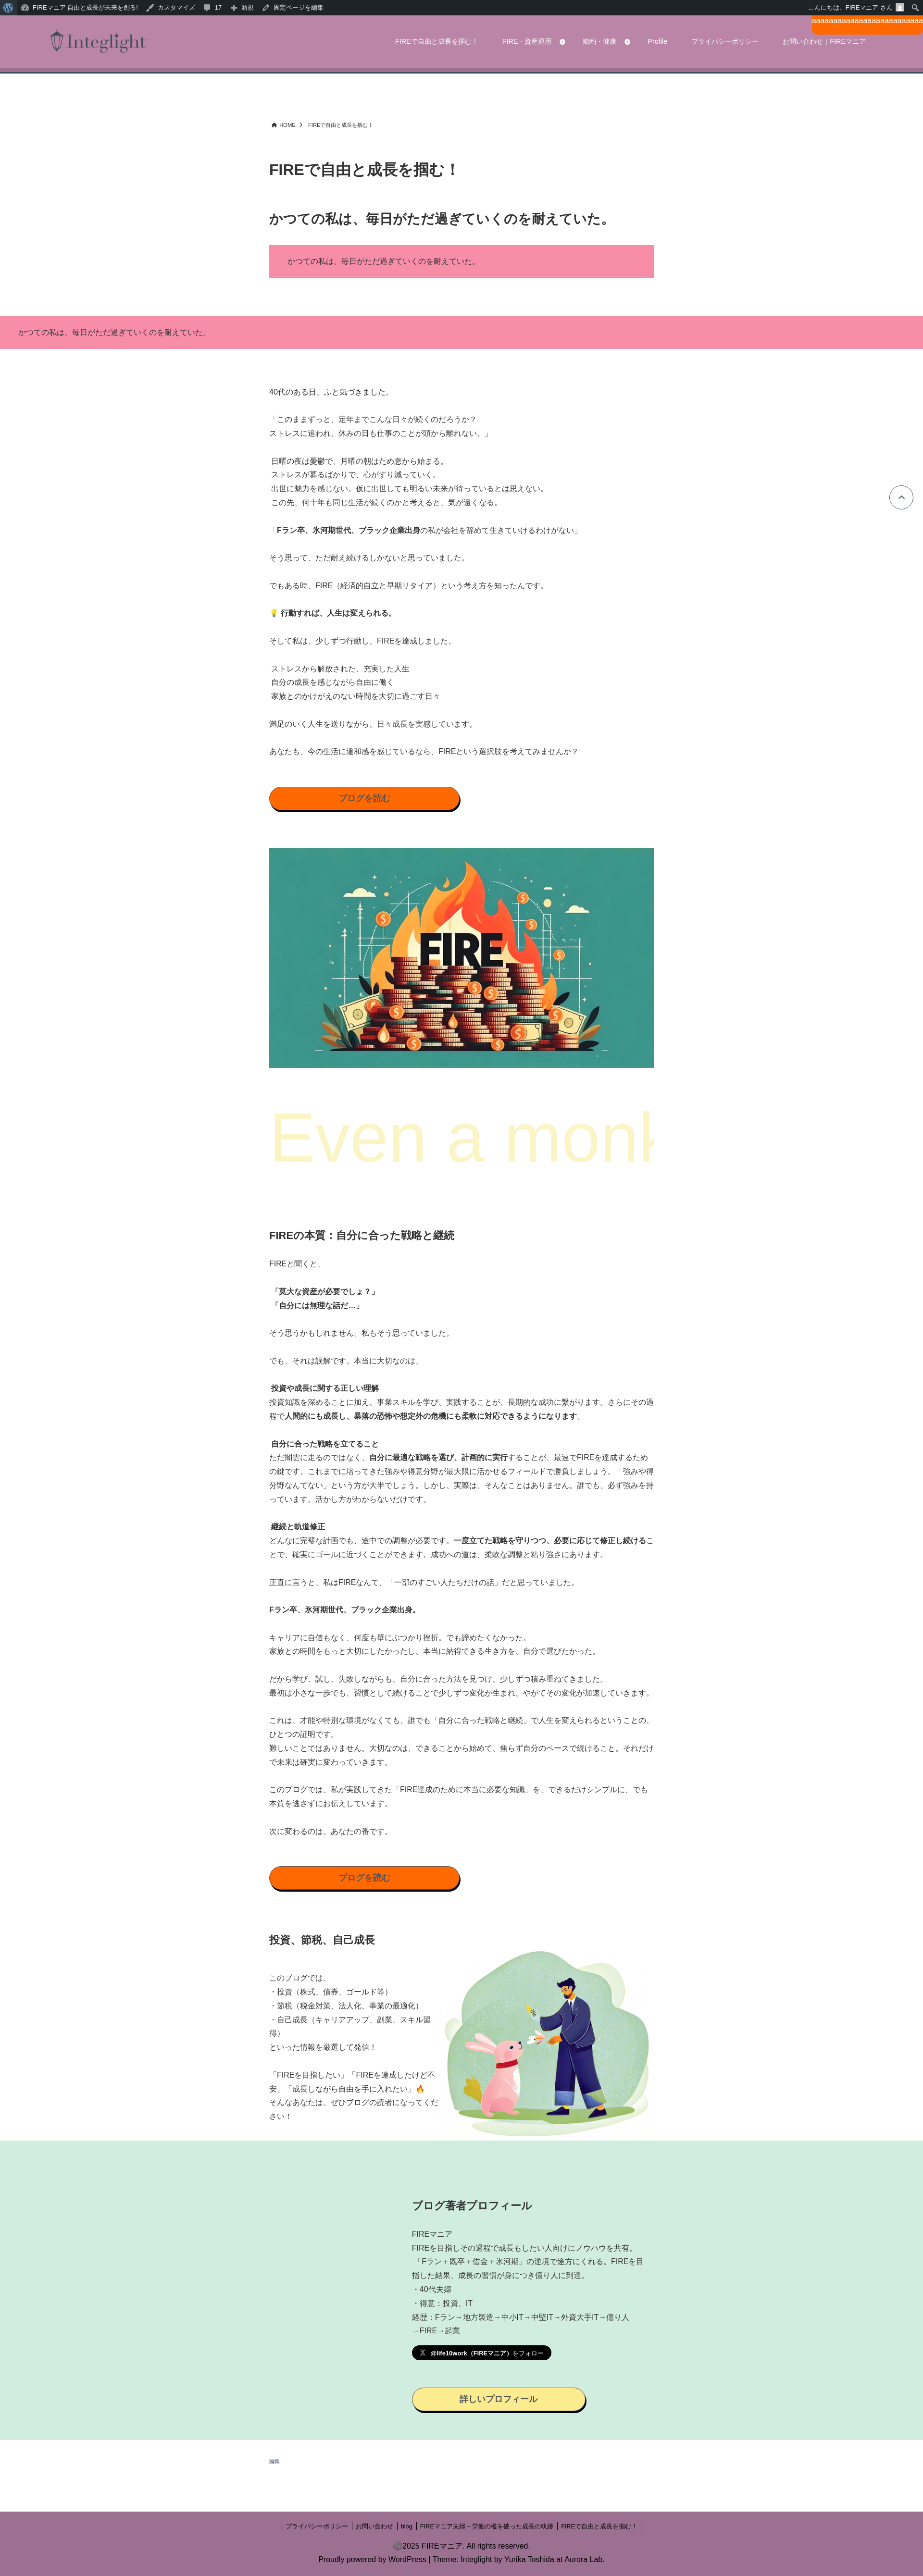 FIREマニア 自由と成長が未来を創る!
カスタマイズ
17
新規
固定ページを編集
こんにちは、FIREマニア さん
Integlight
FIREで自由と成長を掴む！
FIRE・資産運用
節約・健康
Profile
プライバシーポリシー
お問い合わせ｜FIREマニア
HOME
FIREで自由と成長を掴む！
FIREで自由と成長を掴む！
かつての私は、毎日がただ過ぎていくのを耐えていた。
かつての私は、毎日がただ過ぎていくのを耐えていた。
かつての私は、毎日がただ過ぎていくのを耐えていた。
40代のある日、ふと気づきました。
「このままずっと、定年までこんな日々が続くのだろうか？
ストレスに追われ、休みの日も仕事のことが頭から離れない。」
日曜の夜は憂鬱で、月曜の朝はため息から始まる。
ストレスが募るばかりで、心がすり減っていく。
出世に魅力を感じない。仮に出世しても明るい未来が待っているとは思えない。
この先、何十年も同じ生活が続くのかと考えると、気が遠くなる。
「Fラン卒、氷河期世代、ブラック企業出身の私が会社を辞めて生きていけるわけがない」
そう思って、ただ耐え続けるしかないと思っていました。
でもある時、FIRE（経済的自立と早期リタイア）という考え方を知ったんです。
💡 行動すれば、人生は変えられる。
そして私は、少しずつ行動し、FIREを達成しました。
ストレスから解放された、充実した人生
自分の成長を感じながら自由に働く
家族とのかけがえのない時間を大切に過ごす日々
満足のいく人生を送りながら、日々成長を実感しています。
あなたも、今の生活に違和感を感じているなら、FIREという選択肢を考えてみませんか？
ブログを読む
FIRE
Even a monk
FIREの本質：自分に合った戦略と継続
FIREと聞くと、
「莫大な資産が必要でしょ？」
「自分には無理な話だ…」
そう思うかもしれません。私もそう思っていました。
でも、それは誤解です。本当に大切なのは、
投資や成長に関する正しい理解
投資知識を深めることに加え、事業スキルを学び、実践することが、長期的な成功に繋がります。さらにその過
程で人間的にも成長し、暴落の恐怖や想定外の危機にも柔軟に対応できるようになります。
自分に合った戦略を立てること
ただ闇雲に走るのではなく、自分に最適な戦略を選び、計画的に実行することが、最速でFIREを達成するため
の鍵です。これまでに培ってきた強みや得意分野が最大限に活かせるフィールドで勝負しましょう。「強みや得
分野なんてない」という方が大半でしょう。しかし、実際は、そんなことはありません。誰でも、必ず強みを持
っています。活かし方がわからないだけです。
継続と軌道修正
どんなに完璧な計画でも、途中での調整が必要です。一度立てた戦略を守りつつ、必要に応じて修正し続けるこ
とで、確実にゴールに近づくことができます。成功への道は、柔軟な調整と粘り強さにあります。
正直に言うと、私はFIREなんて、「一部のすごい人たちだけの話」だと思っていました。
Fラン卒、氷河期世代、ブラック企業出身。
キャリアに自信もなく、何度も壁にぶつかり挫折。でも諦めたくなかった。
家族との時間をもっと大切にしたかったし、本当に納得できる生き方を、自分で選びたかった。
だから学び、試し、失敗しながらも、自分に合った方法を見つけ、少しずつ積み重ねてきました。
最初は小さな一歩でも、習慣として続けることで少しずつ変化が生まれ、やがてその変化が加速していきます。
これは、才能や特別な環境がなくても、誰でも「自分に合った戦略と継続」で人生を変えられるということの、
ひとつの証明です。
難しいことではありません。大切なのは、できることから始めて、焦らず自分のペースで続けること。それだけ
で未来は確実に変わっていきます。
このブログでは、私が実践してきた「FIRE達成のために本当に必要な知識」を、できるだけシンプルに、でも
本質を逃さずにお伝えしています。
次に変わるのは、あなたの番です。
ブログを読む
投資、節税、自己成長
このブログでは、
・投資（株式、債券、ゴールド等）
・節税（税金対策、法人化、事業の最適化）
・自己成長（キャリアアップ、副業、スキル習
得）
といった情報を厳選して発信！
「FIREを目指したい」「FIREを達成したけど不
安」「成長しながら自由を手に入れたい」🔥
そんなあなたは、ぜひブログの読者になってくだ
さい！
ブログ著者プロフィール
FIREマニア
FIREを目指しその過程で成長もしたい人向けにノウハウを共有。
「Fラン＋既卒＋借金＋氷河期」の逆境で途方にくれる。FIREを目
指した結果、成長の習慣が身につき億り人に到達。
・40代夫婦
・得意：投資、IT
経歴：Fラン→地方製造→中小IT→中堅IT→外資大手IT→億り人
→FIRE→起業
@life10work（FIREマニア）をフォロー
詳しいプロフィール
編集
プライバシーポリシー
お問い合わせ
blog
FIREマニア夫婦 – 労働の檻を破った成長の軌跡
FIREで自由と成長を掴む！
2025 FIREマニア. All rights reserved.
Proudly powered by WordPress | Theme: Integlight by Yurika Toshida at Aurora Lab.